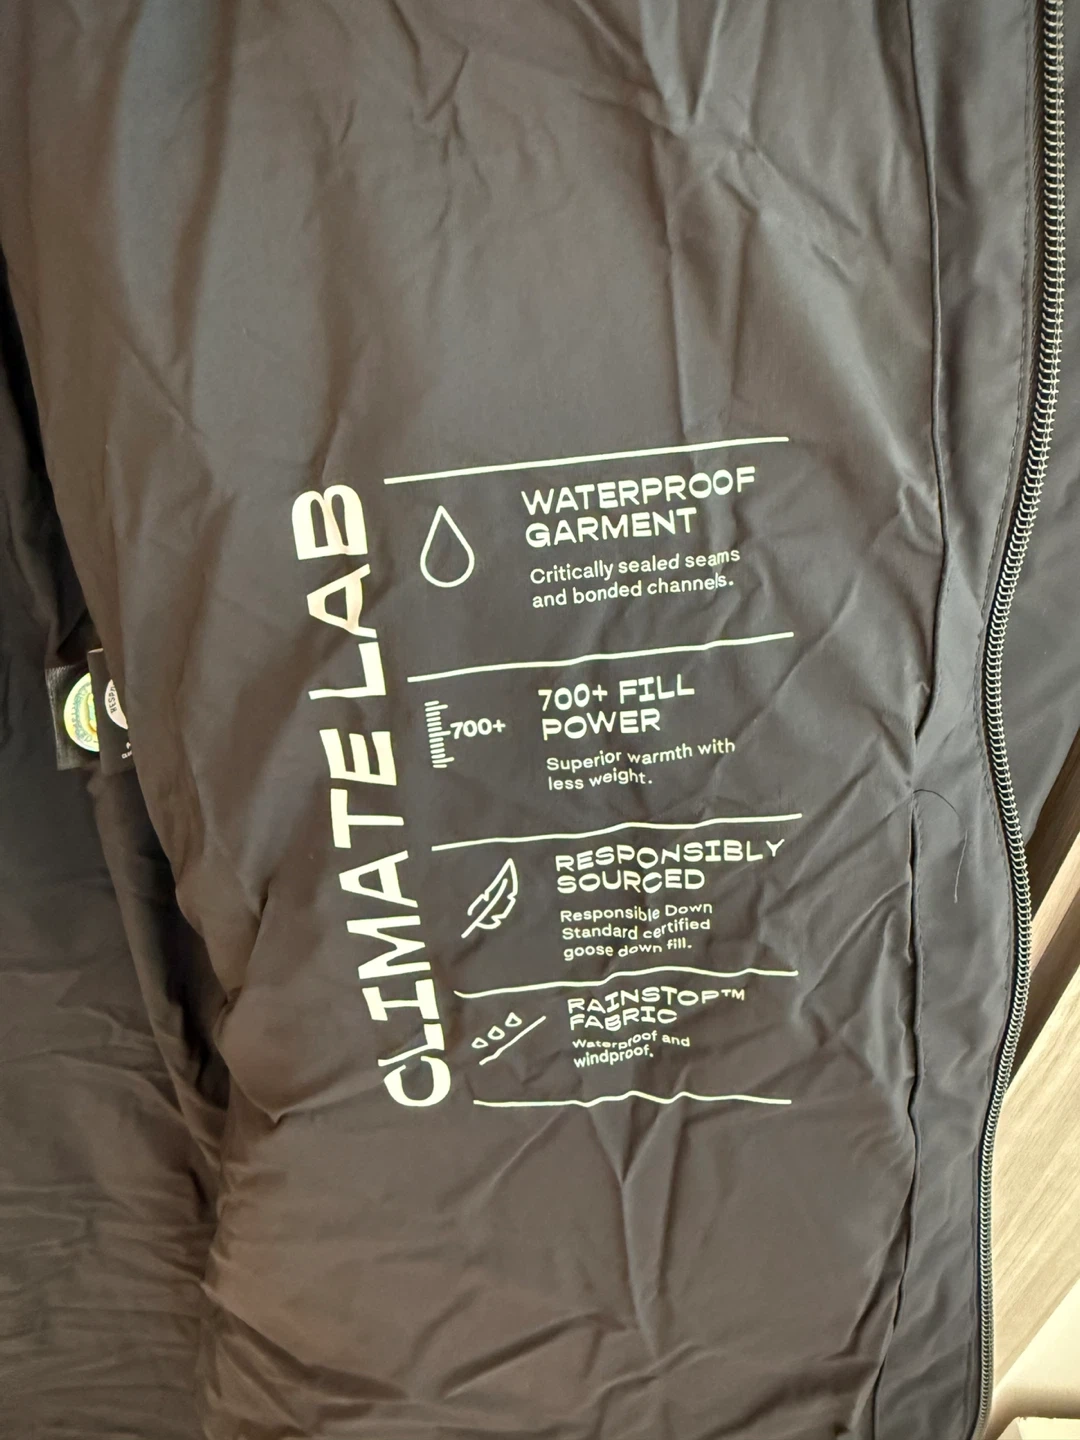 CLIMATE LAB
WATERPROOF
GARMENT
Critically sealed seams
and bonded channels.
700+
700+ FILL
POWER
Superior warmth with
less weight.
RESPONSIBLY
SOURCED
Responsible Down
Standard certified
goose down fill.
RAINSTOP™
FABRIC
Waterproof and
windproof.